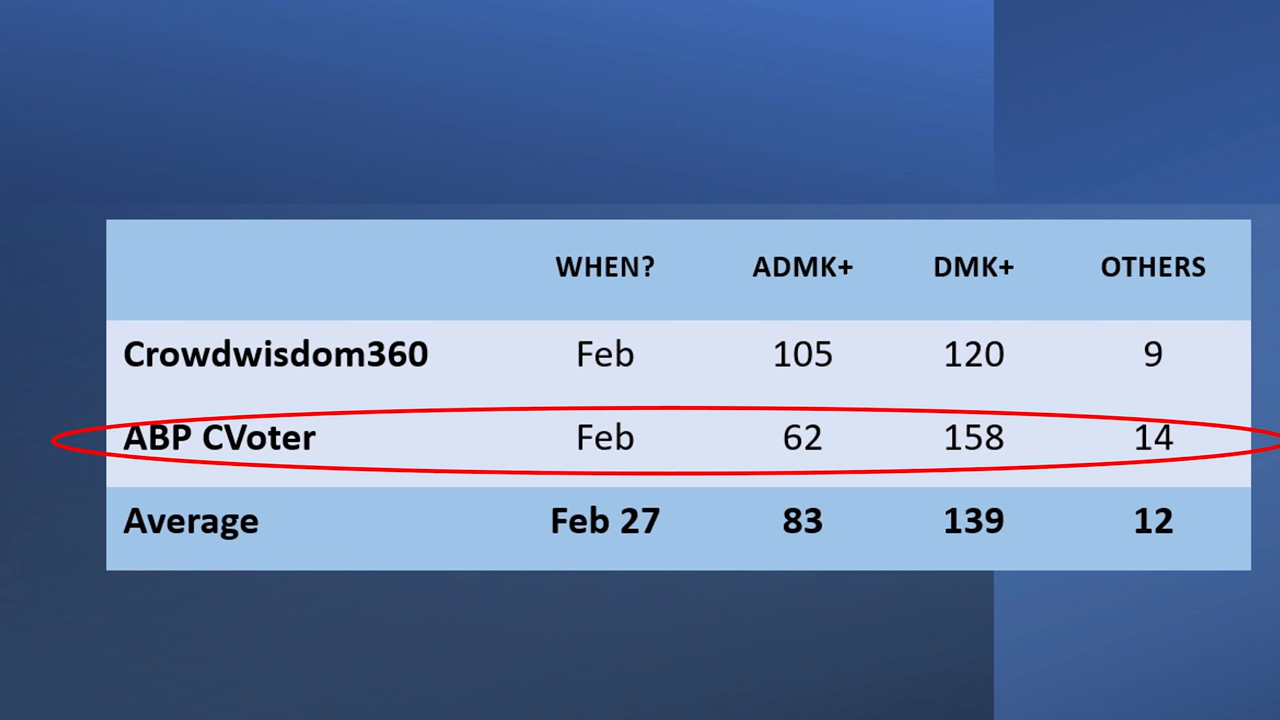 WHEN? ADMK+ DMK+ OTHERS
Crowdwisdom360 Feb 105 120 9
ABP CVoter Feb 62 158 14
Average Feb 27 83 139 12